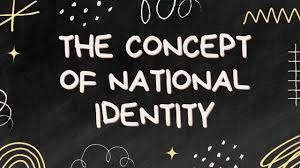 THE CONCEPT
OF NATIONAL
IDENTITY